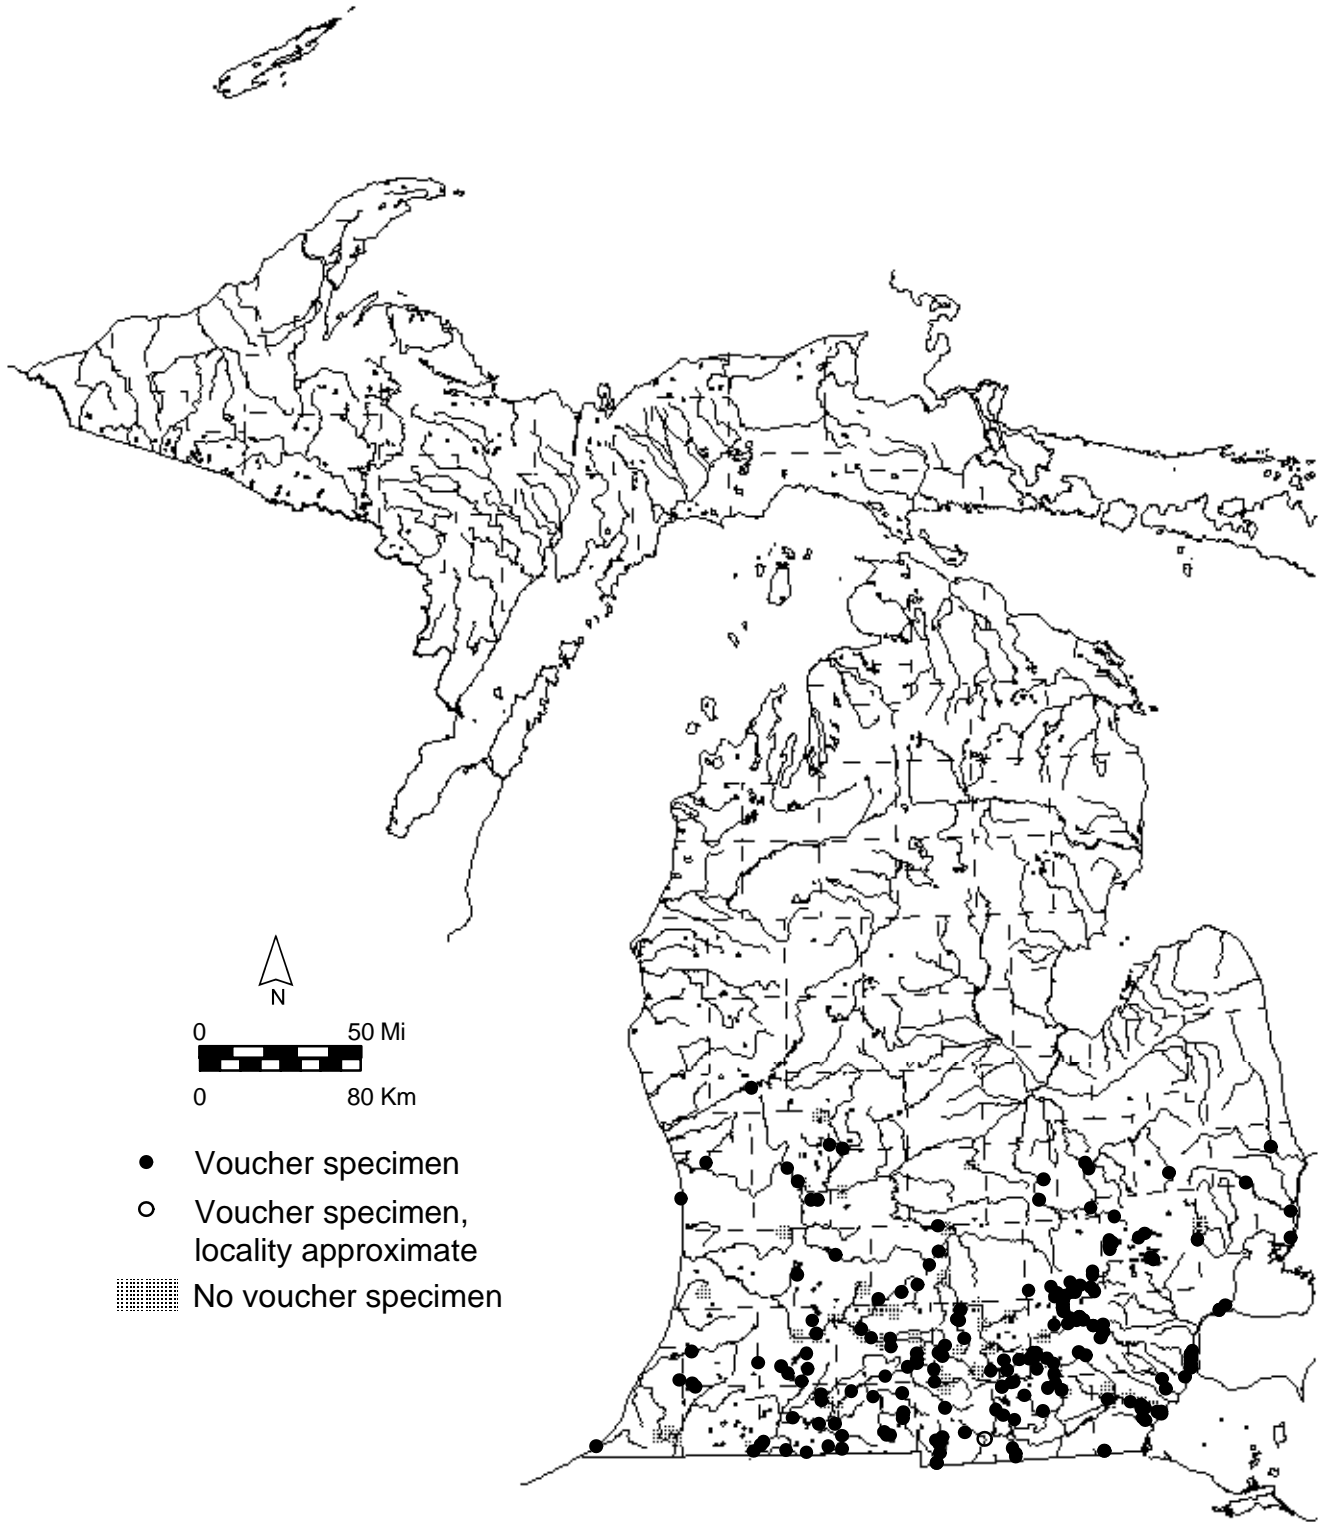 N
0 50 Mi
0 80 Km
Voucher specimen
Voucher specimen,
locality approximate
No voucher specimen